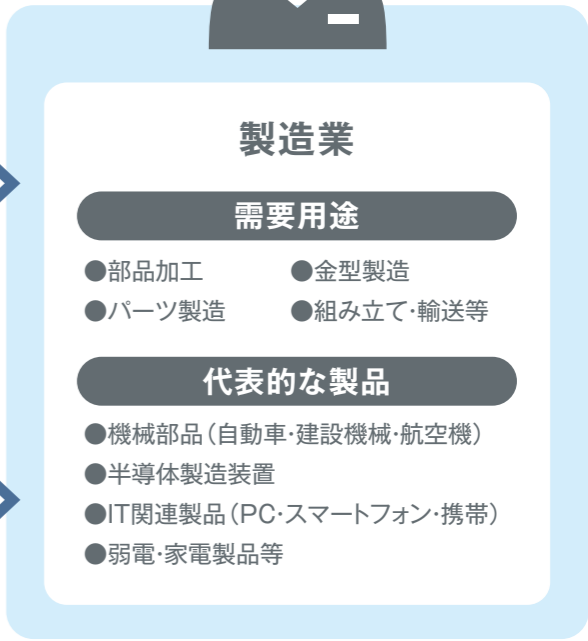 製造業
需要用途
●部品加工 ●金型製造
●パーツ製造 ●組み立て・輸送等
代表的な製品
●機械部品（自動車・建設機械・航空機）
●半導体製造装置
●IT関連製品（PC・スマートフォン・携帯）
●弱電・家電製品等